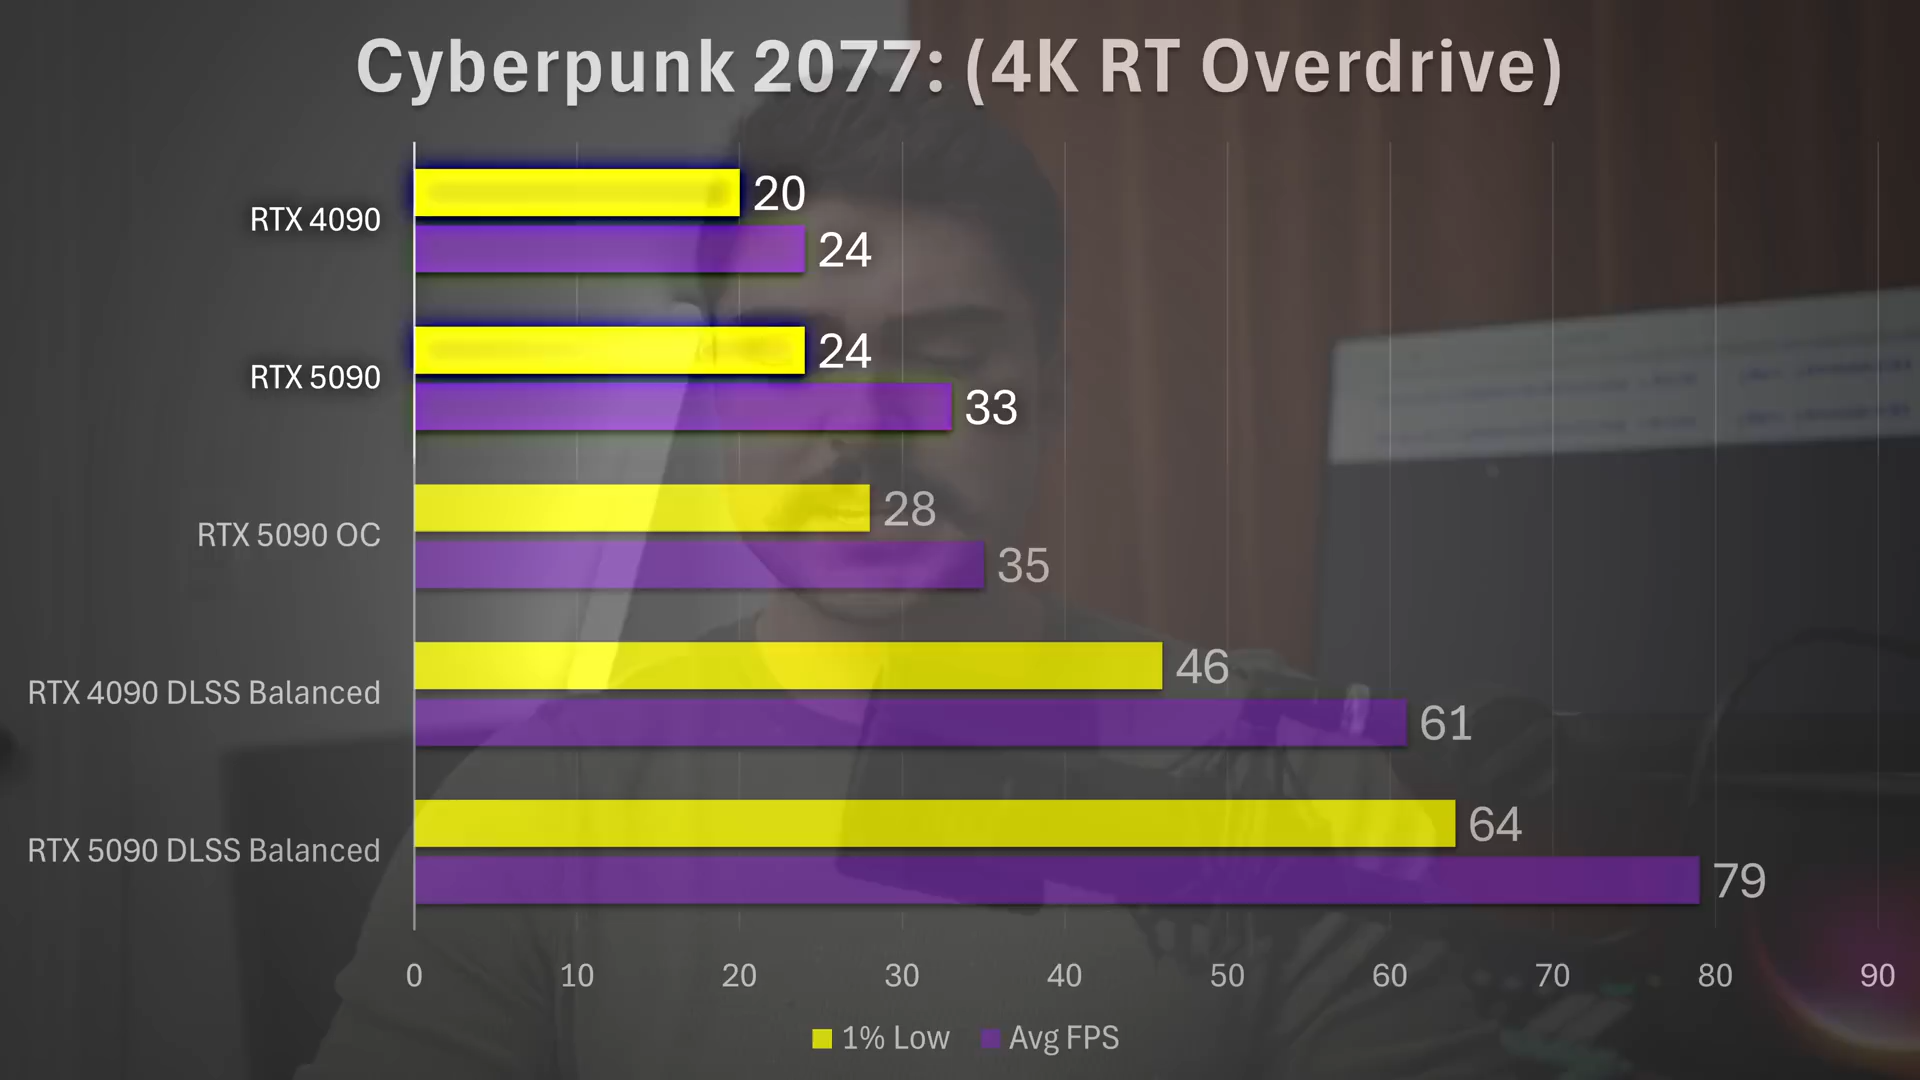 Cyberpunk 2077: (4K RT Overdrive)
RTX 4090
20
24
RTX 5090
24
33
RTX 5090 OC
28
35
RTX 4090 DLSS Balanced
46
61
RTX 5090 DLSS Balanced
64
79
0 10 20 30 40 50 60 70 80 90
1% Low Avg FPS